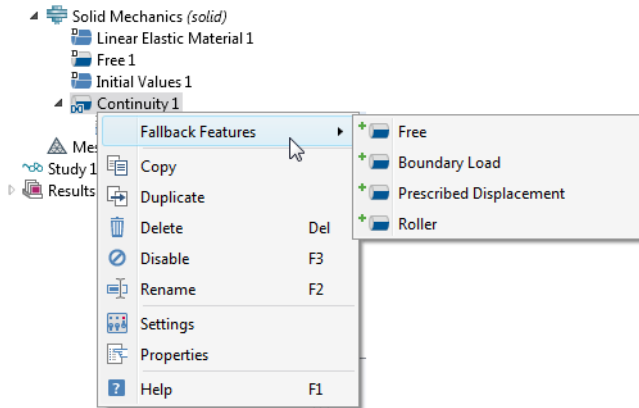 Solid Mechanics (solid)
Linear Elastic Material 1
Free 1
Initial Values 1
Continuity 1
Fallback Features
Free
Boundary Load
Prescribed Displacement
Roller
Me
Study 1
Results
Copy
Duplicate
Delete Del
Disable F3
Rename F2
Settings
Properties
Help F1